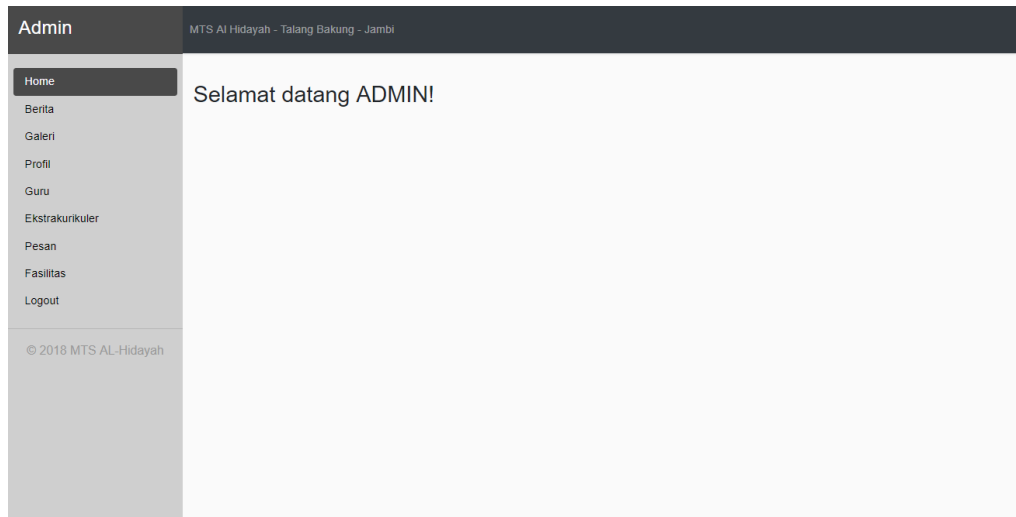 Admin
MTS Al Hidayah - Talang Bakung - Jambi
Home
Berita
Galeri
Profil
Guru
Ekstrakurikuler
Pesan
Fasilitas
Logout
© 2018 MTS AL-Hidayah
Selamat datang ADMIN!